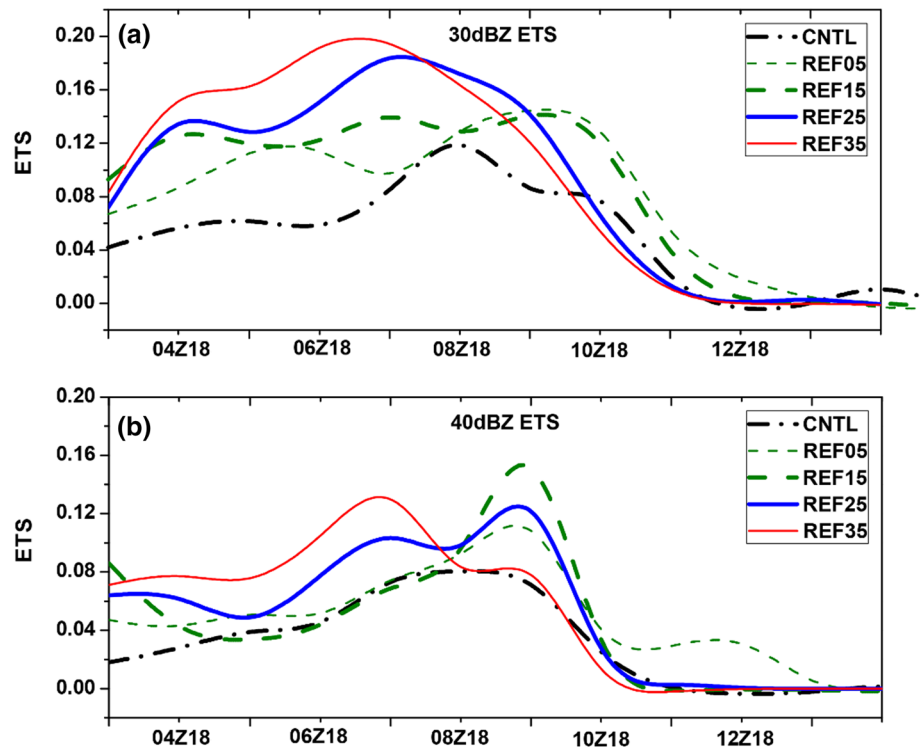 (a)
30dBZ ETS
CNTL
REF05
REF15
REF25
REF35
ETS
0.20
0.16
0.12
0.08
0.04
0.00
04Z18 06Z18 08Z18 10Z18 12Z18
(b)
40dBZ ETS
CNTL
REF05
REF15
REF25
REF35
ETS
0.20
0.16
0.12
0.08
0.04
0.00
04Z18 06Z18 08Z18 10Z18 12Z18